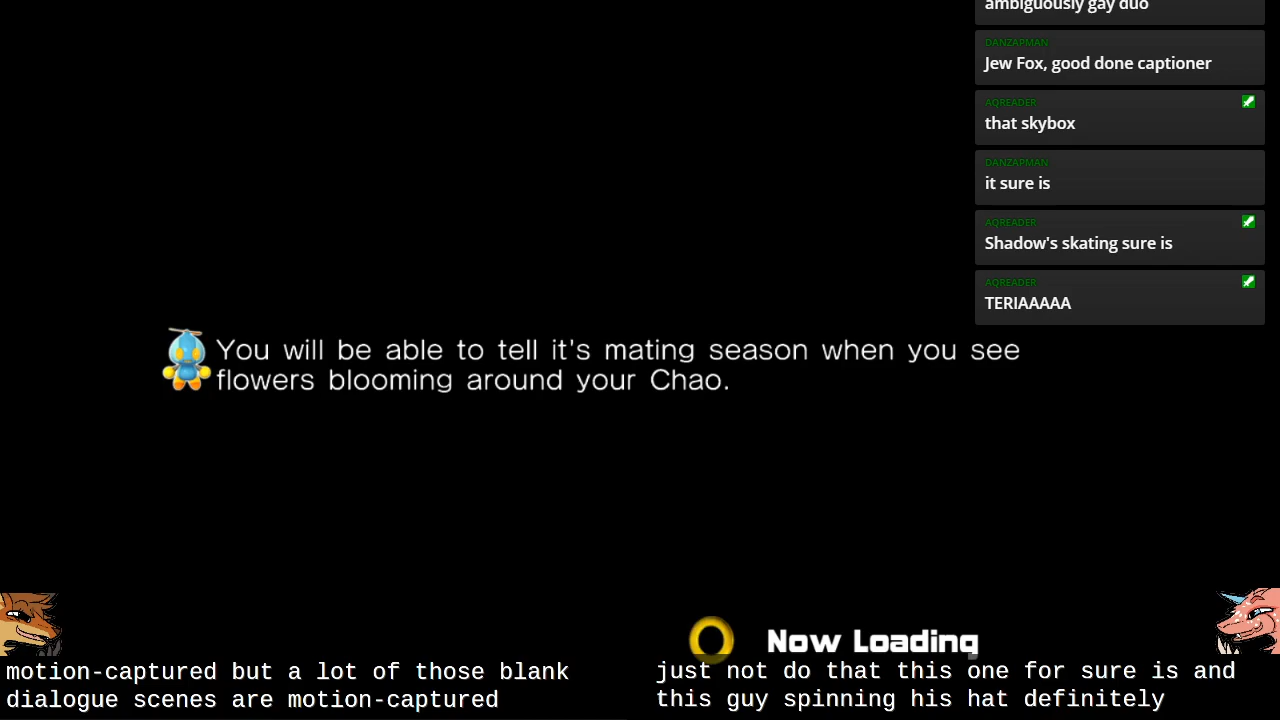 ambiguously gay duo
DANZAPMAN
Jew Fox, good done captioner
AQREADER
that skybox
DANZAPMAN
it sure is
AQREADER
Shadow's skating sure is
AQREADER
TERIAAAAA
You will be able to tell it's mating season when you see
flowers blooming around your Chao.
Now Loading
motion-captured but a lot of those blank
dialogue scenes are motion-captured
just not do that this one for sure is and
this guy spinning his hat definitely